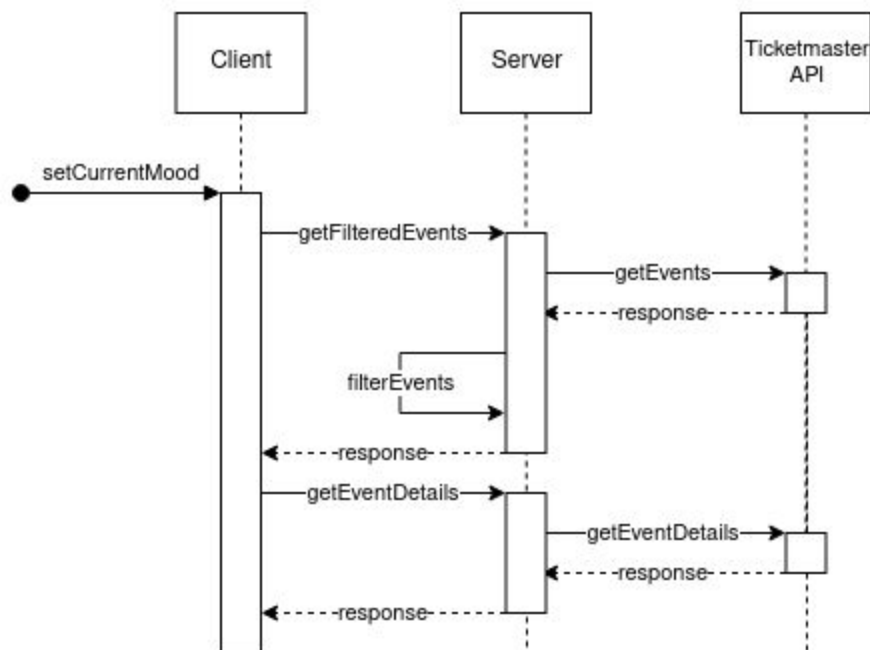 Client
Server
Ticketmaster
API
setCurrentMood
getFilteredEvents
getEvents
response
filterEvents
response
getEventDetails
getEventDetails
response
response